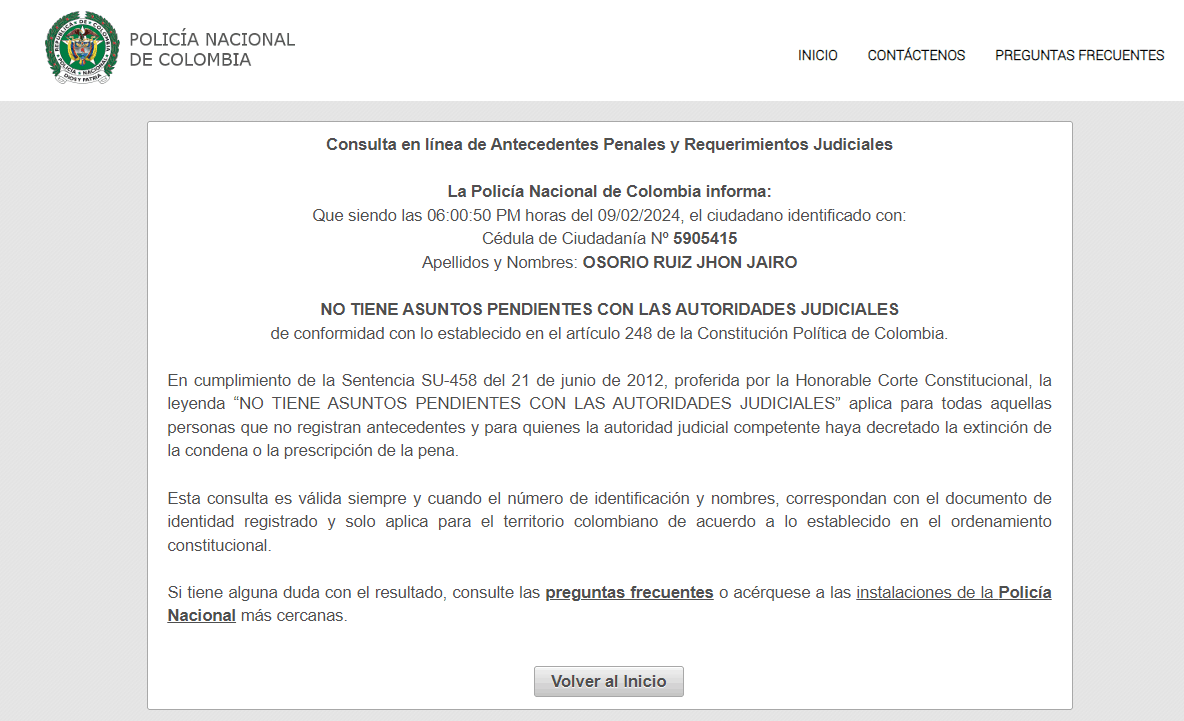 REPÚBLICA DE COLOMBIA
POLICÍA NACIONAL
DIOS Y PATRIA
POLICÍA NACIONAL
DE COLOMBIA
INICIO
CONTÁCTENOS
PREGUNTAS FRECUENTES
Consulta en línea de Antecedentes Penales y Requerimientos Judiciales
La Policía Nacional de Colombia informa:
Que siendo las 06:00:50 PM horas del 09/02/2024, el ciudadano identificado con:
Cédula de Ciudadanía Nº 5905415
Apellidos y Nombres: OSORIO RUIZ JHON JAIRO
NO TIENE ASUNTOS PENDIENTES CON LAS AUTORIDADES JUDICIALES
de conformidad con lo establecido en el artículo 248 de la Constitución Política de Colombia.
En cumplimiento de la Sentencia SU-458 del 21 de junio de 2012, proferida por la Honorable Corte Constitucional, la
leyenda “NO TIENE ASUNTOS PENDIENTES CON LAS AUTORIDADES JUDICIALES” aplica para todas aquellas
personas que no registran antecedentes y para quienes la autoridad judicial competente haya decretado la extinción de
la condena o la prescripción de la pena.
Esta consulta es válida siempre y cuando el número de identificación y nombres, correspondan con el documento de
identidad registrado y solo aplica para el territorio colombiano de acuerdo a lo establecido en el ordenamiento
constitucional.
Si tiene alguna duda con el resultado, consulte las preguntas frecuentes o acérquese a las instalaciones de la Policía
Nacional más cercanas.
Volver al Inicio